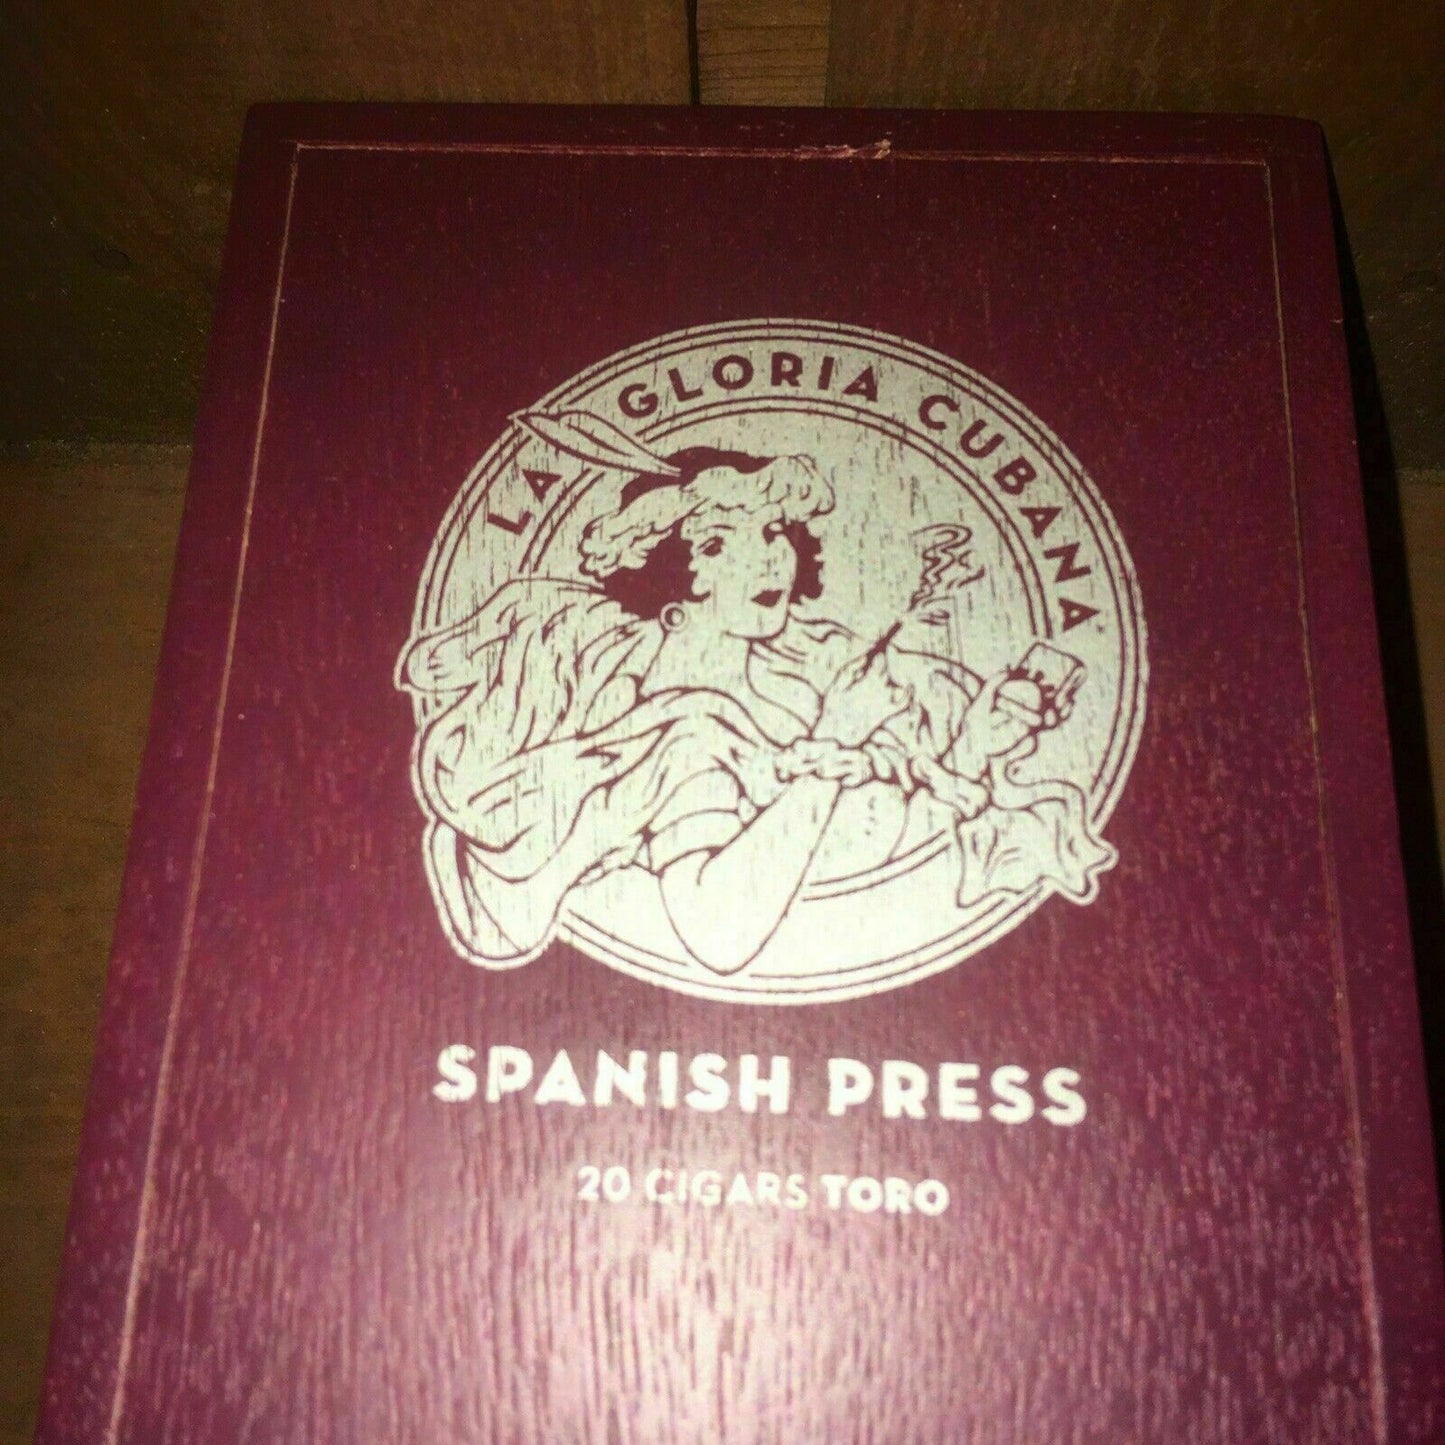 LA GLORIA CUBANA
SPANISH PRESS
20 CIGARS TORO